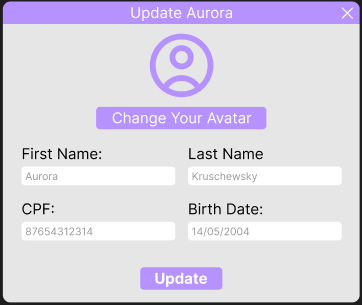 Update Aurora
Change Your Avatar
First Name: Last Name
Aurora Kruschewsky
CPF: Birth Date:
87654312314 14/05/2004
Update